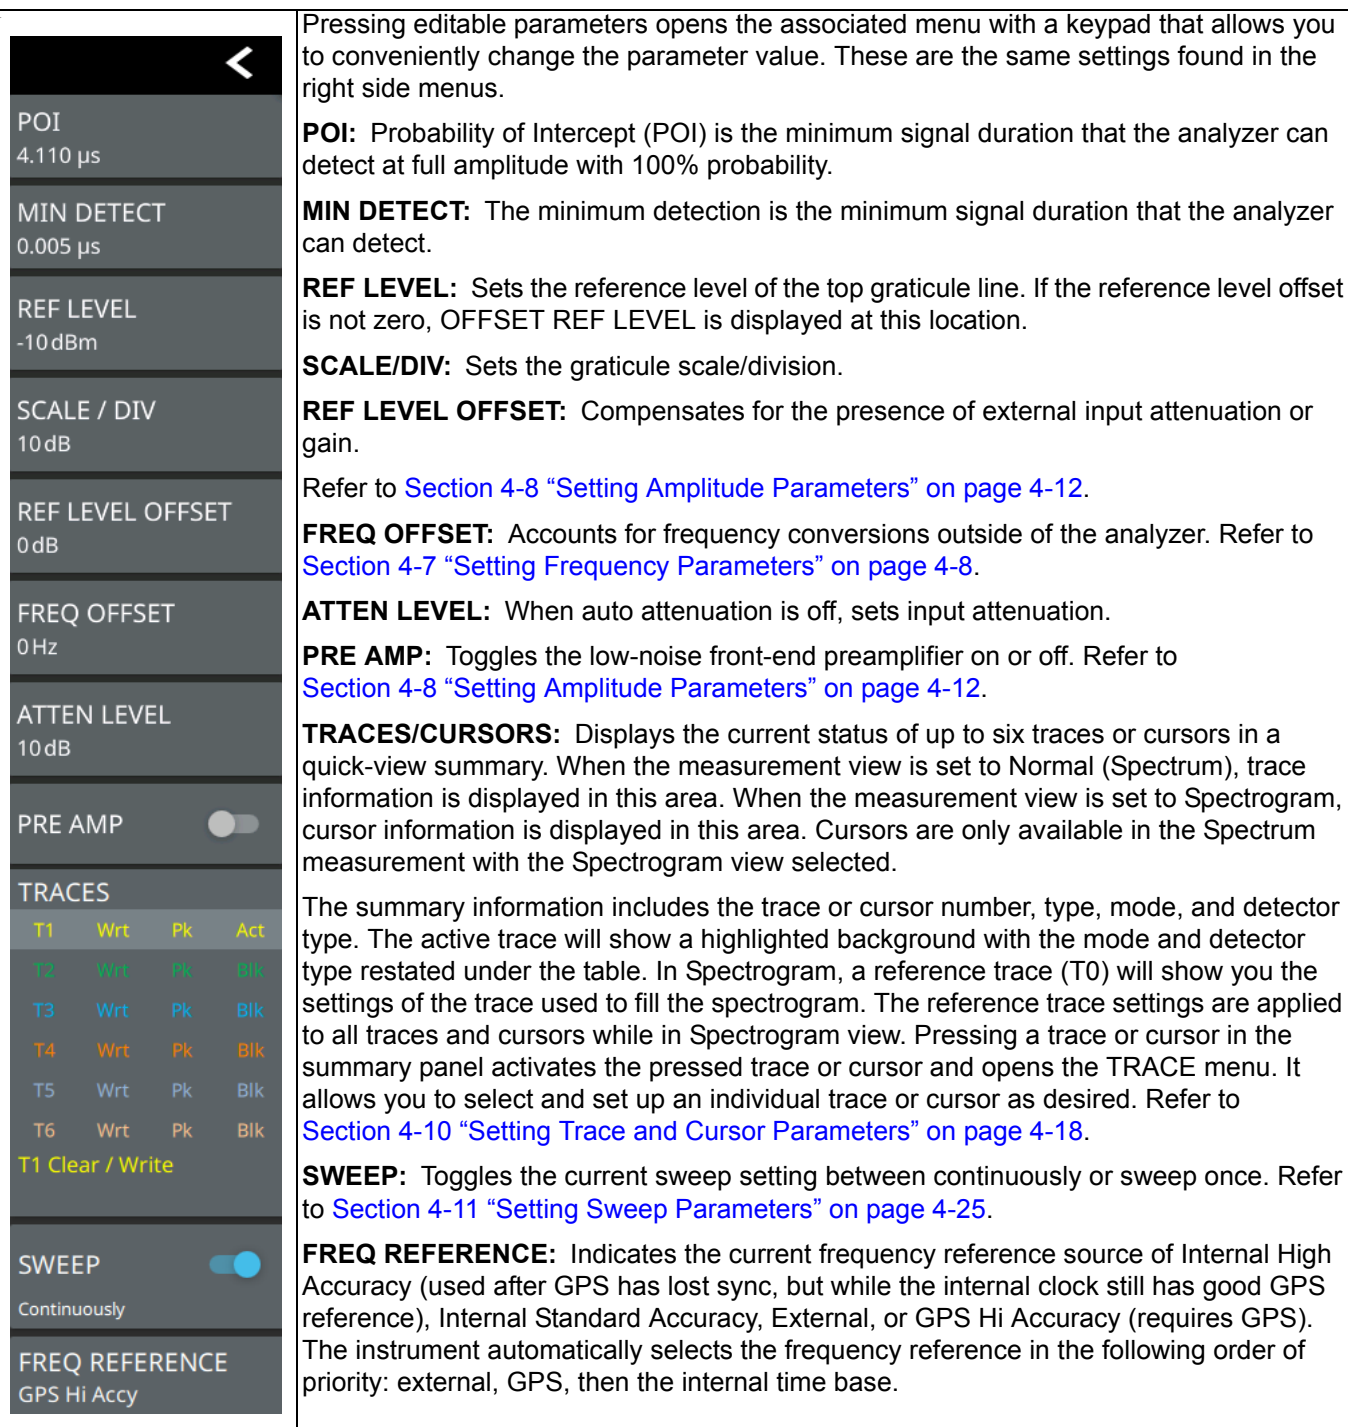 POI
4.110 µs
MIN DETECT
0.005 µs
REF LEVEL
-10 dBm
SCALE / DIV
10 dB
REF LEVEL OFFSET
0 dB
FREQ OFFSET
0 Hz
ATTEN LEVEL
10 dB
PRE AMP
TRACES
T1 Wrt Pk Act
T2 Wrt Pk Blk
T3 Wrt Pk Blk
T4 Wrt Pk Blk
T5 Wrt Pk Blk
T6 Wrt Pk Blk
T1 Clear / Write
SWEEP
Continuously
FREQ REFERENCE
GPS Hi Accy
Pressing editable parameters opens the associated menu with a keypad that allows you
to conveniently change the parameter value. These are the same settings found in the
right side menus.
POI: Probability of Intercept (POI) is the minimum signal duration that the analyzer can
detect at full amplitude with 100% probability.
MIN DETECT: The minimum detection is the minimum signal duration that the analyzer
can detect.
REF LEVEL: Sets the reference level of the top graticule line. If the reference level offset
is not zero, OFFSET REF LEVEL is displayed at this location.
SCALE/DIV: Sets the graticule scale/division.
REF LEVEL OFFSET: Compensates for the presence of external input attenuation or
gain.
Refer to Section 4-8 “Setting Amplitude Parameters” on page 4-12.
FREQ OFFSET: Accounts for frequency conversions outside of the analyzer. Refer to
Section 4-7 “Setting Frequency Parameters” on page 4-8.
ATTEN LEVEL: When auto attenuation is off, sets input attenuation.
PRE AMP: Toggles the low-noise front-end preamplifier on or off. Refer to
Section 4-8 “Setting Amplitude Parameters” on page 4-12.
TRACES/CURSORS: Displays the current status of up to six traces or cursors in a
quick-view summary. When the measurement view is set to Normal (Spectrum), trace
information is displayed in this area. When the measurement view is set to Spectrogram,
cursor information is displayed in this area. Cursors are only available in the Spectrum
measurement with the Spectrogram view selected.
The summary information includes the trace or cursor number, type, mode, and detector
type. The active trace will show a highlighted background with the mode and detector
type restated under the table. In Spectrogram, a reference trace (T0) will show you the
settings of the trace used to fill the spectrogram. The reference trace settings are applied
to all traces and cursors while in Spectrogram view. Pressing a trace or cursor in the
summary panel activates the pressed trace or cursor and opens the TRACE menu. It
allows you to select and set up an individual trace or cursor as desired. Refer to
Section 4-10 “Setting Trace and Cursor Parameters” on page 4-18.
SWEEP: Toggles the current sweep setting between continuously or sweep once. Refer
to Section 4-11 “Setting Sweep Parameters” on page 4-25.
FREQ REFERENCE: Indicates the current frequency reference source of Internal High
Accuracy (used after GPS has lost sync, but while the internal clock still has good GPS
reference), Internal Standard Accuracy, External, or GPS Hi Accuracy (requires GPS).
The instrument automatically selects the frequency reference in the following order of
priority: external, GPS, then the internal time base.